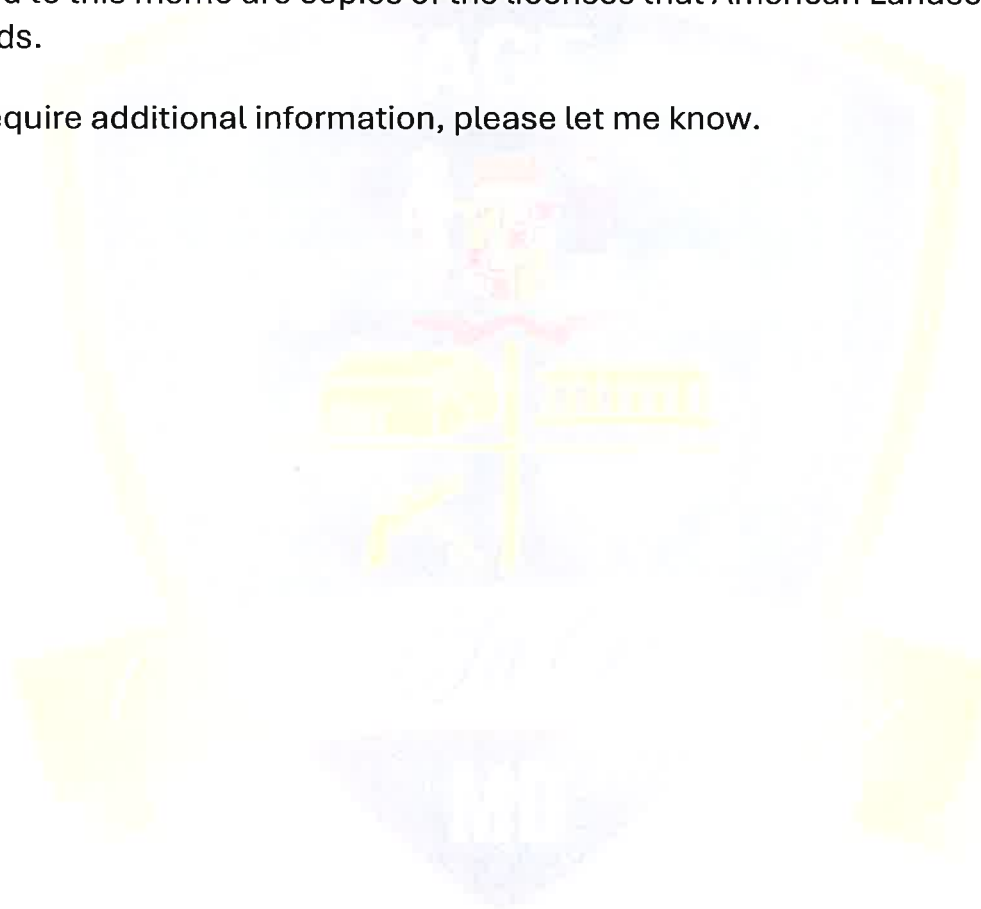 d to this memo are copies of the licenses that American Landsc
ds.
equire additional information, please let me know.
MD